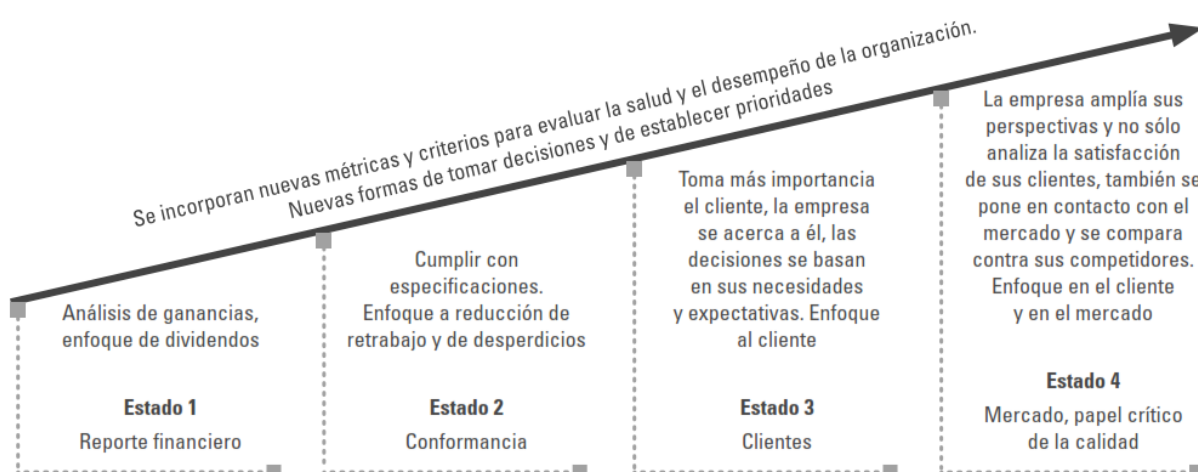 Se incorporan nuevas métricas y criterios para evaluar la salud y el desempeño de la organización.
Nuevas formas de tomar decisiones y de establecer prioridades
Análisis de ganancias,
enfoque de dividendos
Estado 1
Reporte financiero
Cumplir con
especificaciones.
Enfoque a reducción de
retrabajo y de desperdicios
Estado 2
Conformancia
Toma más importancia
el cliente, la empresa
se acerca a él, las
decisiones se basan
en sus necesidades
y expectativas. Enfoque
al cliente
Estado 3
Clientes
La empresa amplía sus
perspectivas y no sólo
analiza la satisfacción
de sus clientes, también se
pone en contacto con el
mercado y se compara
contra sus competidores.
Enfoque en el cliente
y en el mercado
Estado 4
Mercado, papel crítico
de la calidad